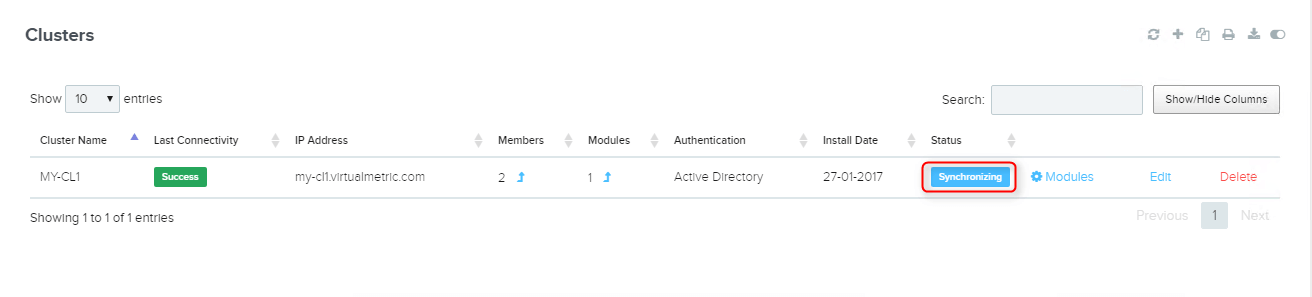 Clusters
Show 10 entries
Search: Show/Hide Columns
Cluster Name Last Connectivity IP Address Members Modules Authentication Install Date Status
MY-CL1 Success my-cl1.virtualmetric.com 2 1 Active Directory 27-01-2017 Synchronizing Modules Edit Delete
Showing 1 to 1 of 1 entries
Previous 1 Next